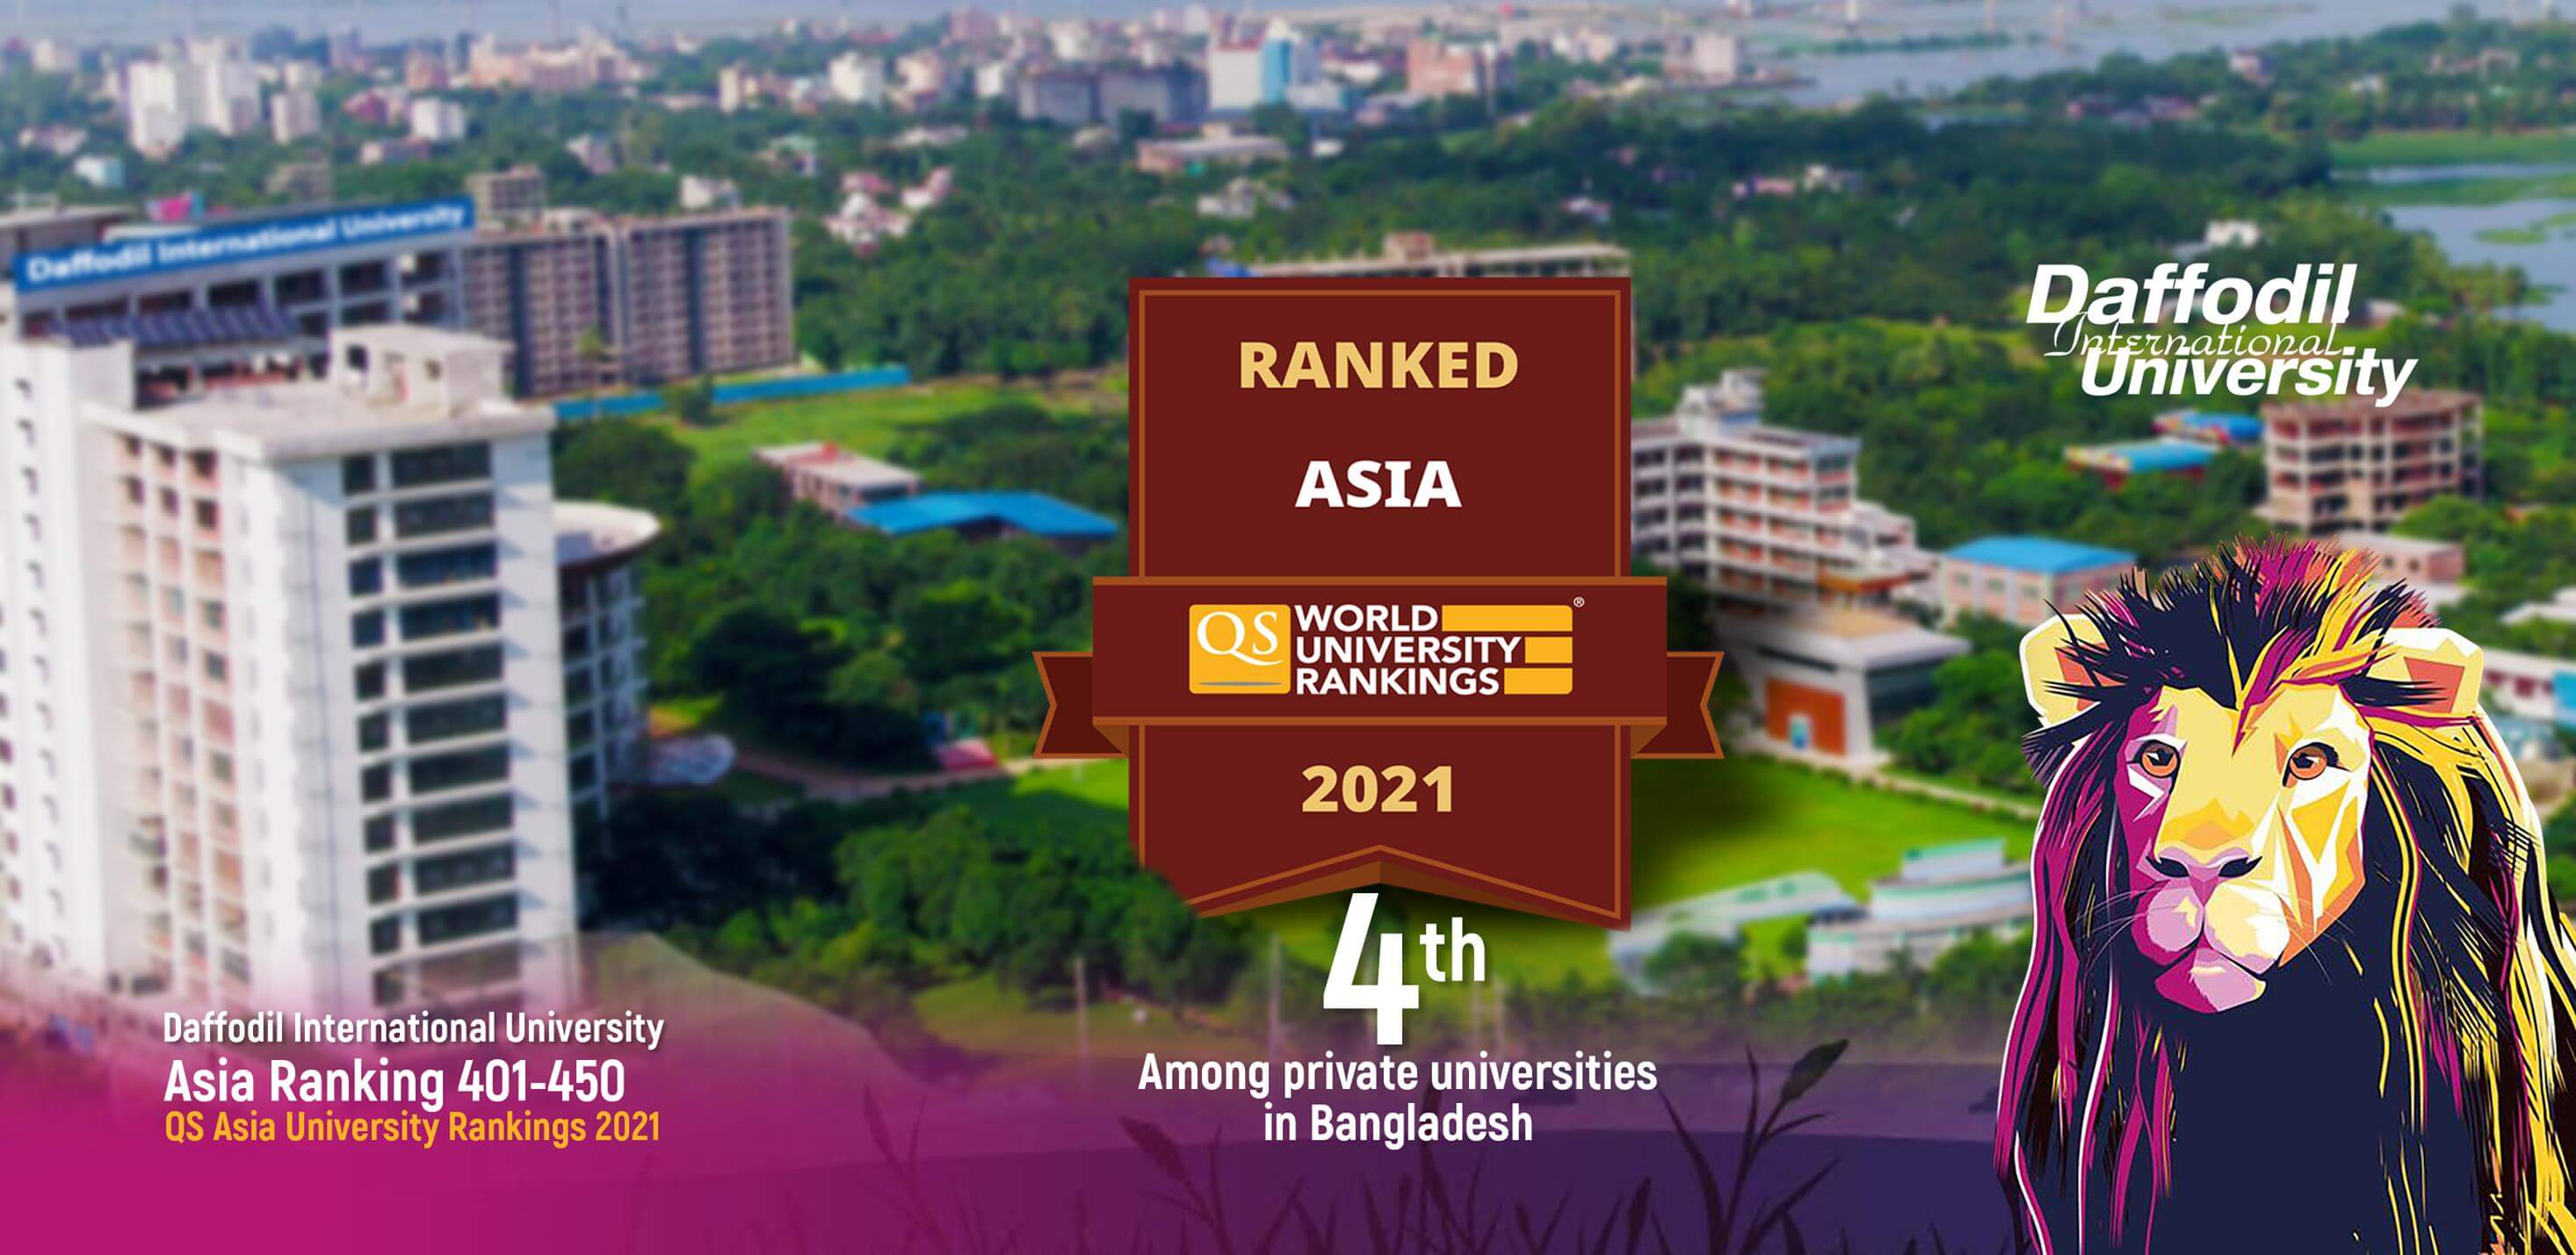 Daffodil International University
Daffodil
International
University
RANKED
ASIA
QS WORLD
UNIVERSITY
RANKINGS
®
2021
4th
Among private universities
in Bangladesh
Daffodil International University
Asia Ranking 401-450
QS Asia University Rankings 2021